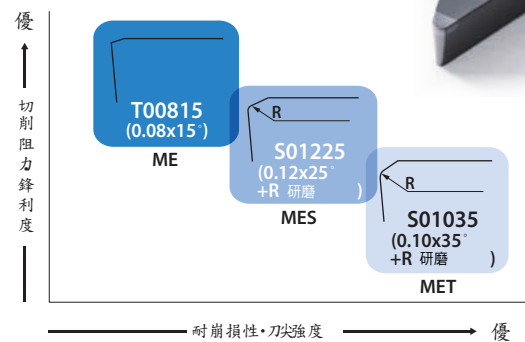 優
切削阻力鋒利度
T00815
(0.08x15°)
ME
R
S01225
(0.12x25°
+R 研磨 )
MES
R
S01035
(0.10x35°
+R 研磨 )
MET
耐崩損性•刀尖強度
優